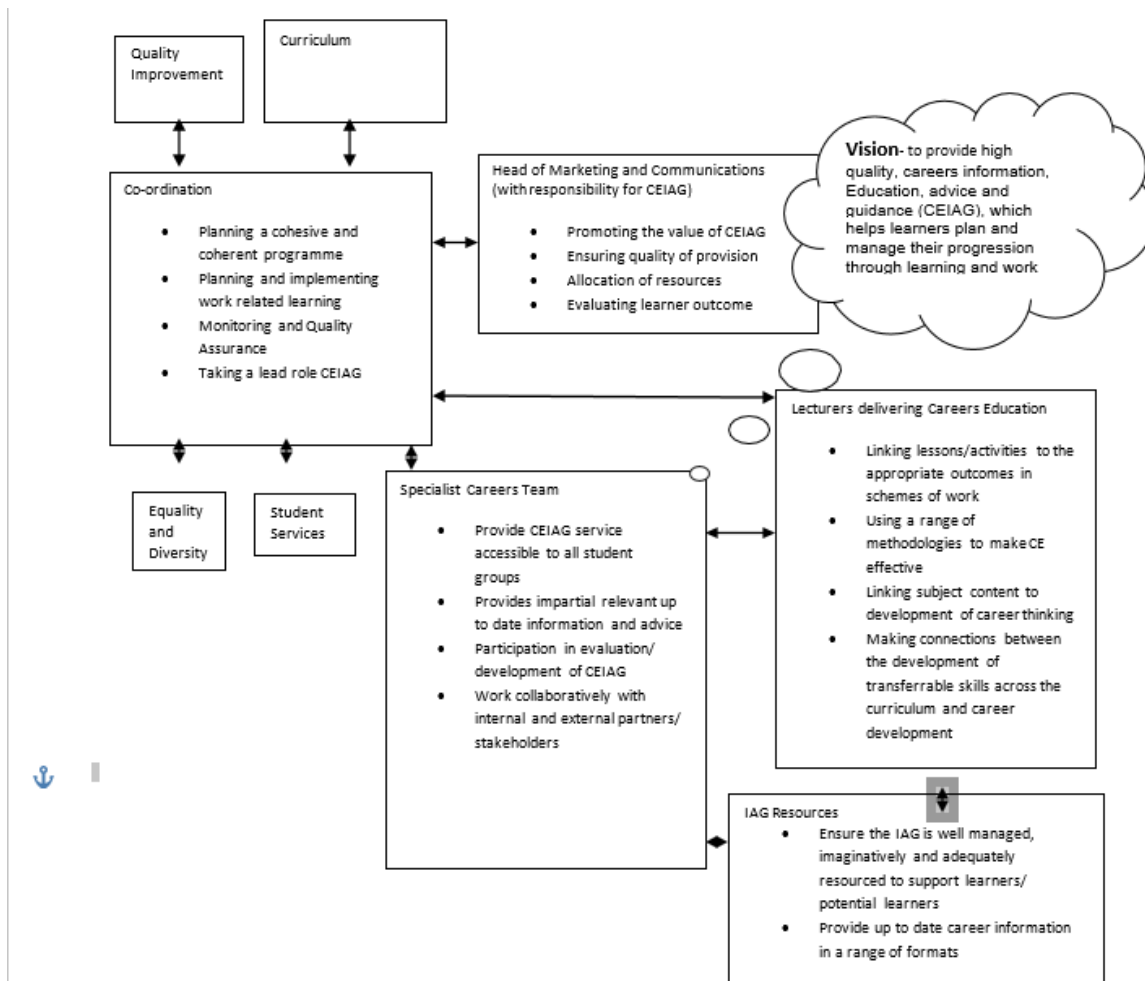 Quality
Improvement
Curriculum
Co-ordination
• Planning a cohesive and
coherent programme
• Planning and implementing
work related learning
• Monitoring and Quality
Assurance
• Taking a lead role CEIAG
Head of Marketing and Communications
(with responsibility for CEIAG)
• Promoting the value of CEIAG
• Ensuring quality of provision
• Allocation of resources
• Evaluating learner outcome
Vision- to provide high
quality, careers information,
Education, advice and
guidance (CEIAG), which
helps learners plan and
manage their progression
through learning and work
Equality
and
Diversity
Student
Services
Specialist Careers Team
• Provide CEIAG service
accessible to all student
groups
• Provides impartial relevant up
to date information and advice
• Participation in evaluation/
development of CEIAG
• Work collaboratively with
internal and external partners/
stakeholders
Lecturers delivering Careers Education
• Linking lessons/activities to the
appropriate outcomes in
schemes of work
• Using a range of
methodologies to make CE
effective
• Linking subject content to
development of career thinking
• Making connections between
the development of
transferrable skills across the
curriculum and career
development
IAG Resources
• Ensure the IAG is well managed,
imaginatively and adequately
resourced to support learners/
potential learners
• Provide up to date career information
in a range of formats